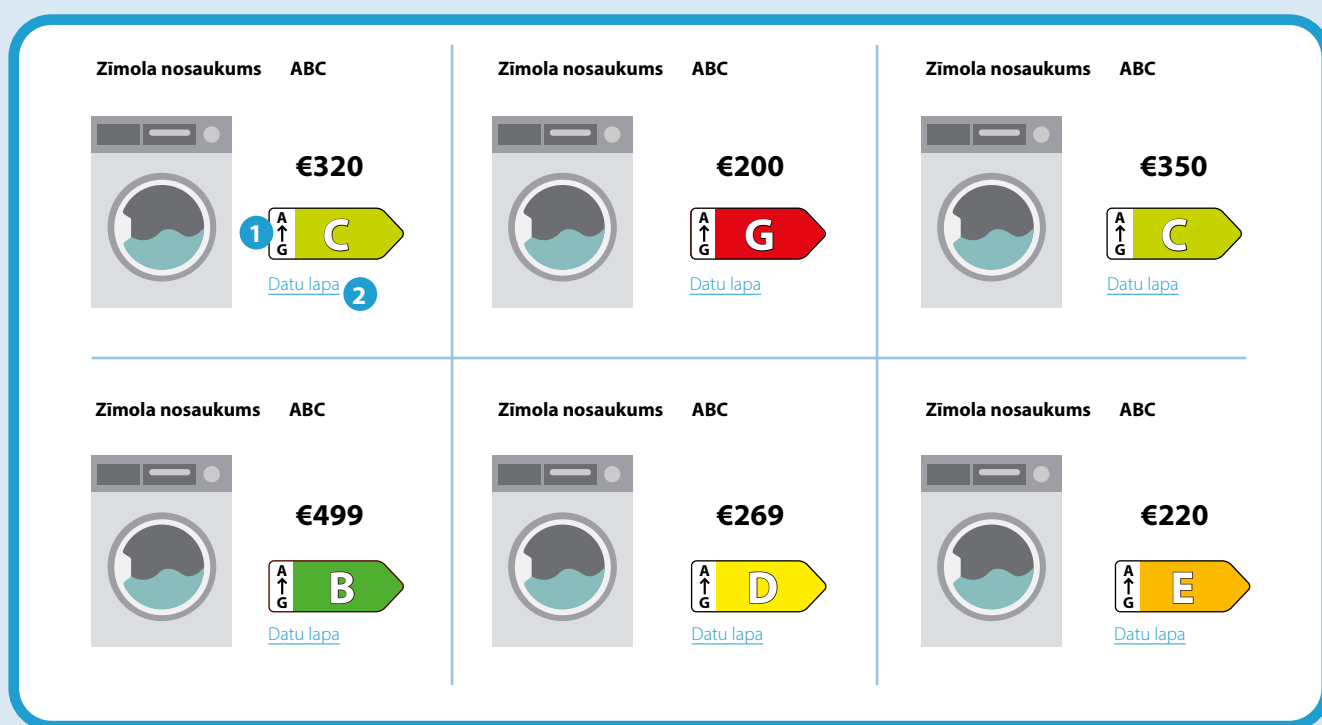 Zīmola nosaukums ABC
€320
A
G
C
1
Datu lapa
2
Zīmola nosaukums ABC
€200
A
G
G
Datu lapa
Zīmola nosaukums ABC
€350
A
G
C
Datu lapa
Zīmola nosaukums ABC
€499
A
G
B
Datu lapa
Zīmola nosaukums ABC
€269
A
G
D
Datu lapa
Zīmola nosaukums ABC
€220
A
G
E
Datu lapa